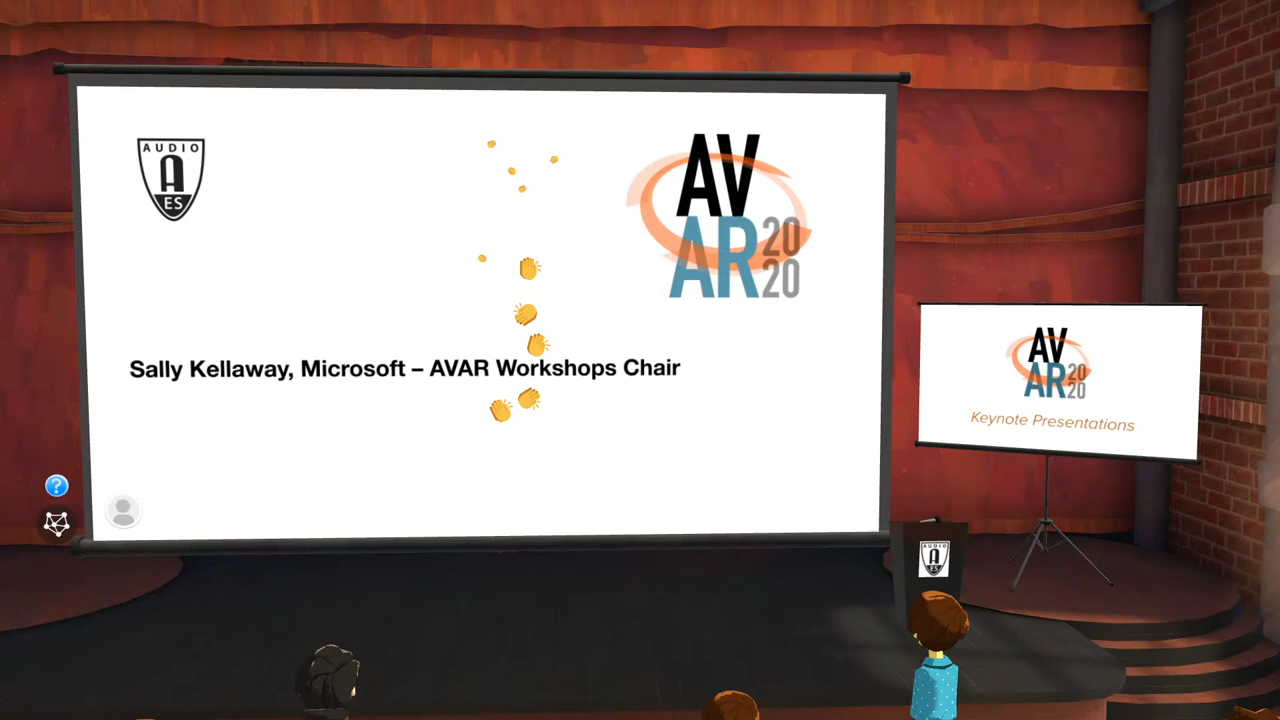 AUDIO
A
ES
AV
AR
20
20
Sally Kellaway, Microsoft – AVAR Workshops Chair
?
AV
AR
20
20
Keynote Presentations
AUDIO
A
ES